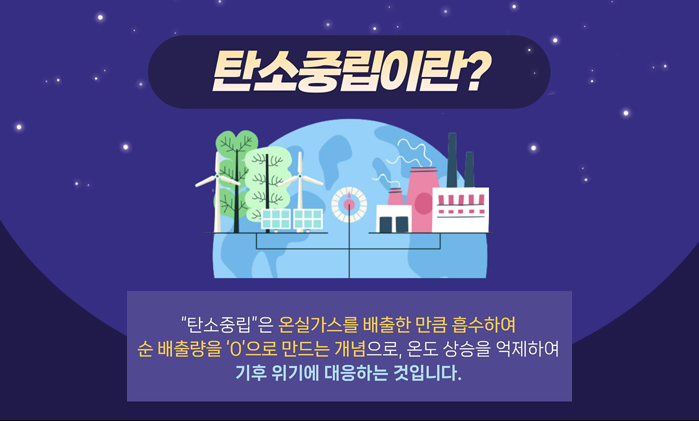 탄소중립이란?
"탄소중립"은 온실가스를 배출한 만큼 흡수하여
순 배출량을 '0'으로 만드는 개념으로, 온도 상승을 억제하여
기후 위기에 대응하는 것입니다.